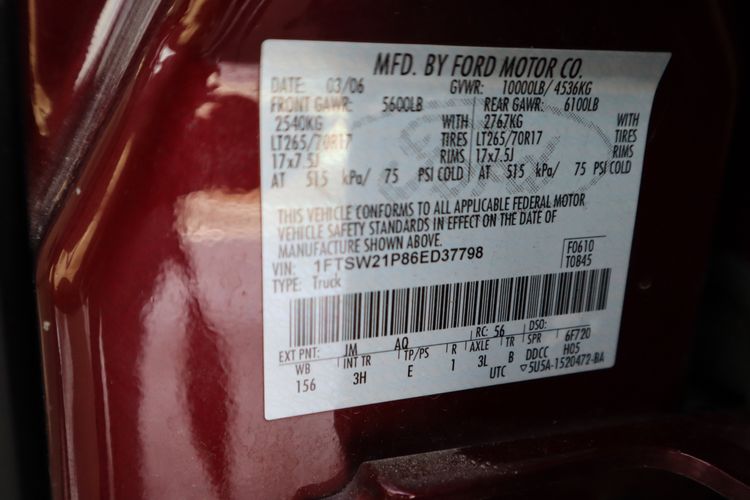 MFD. BY FORD MOTOR CO.
DATE: 03/06 GVWR: 10000LB/ 4536KG
FRONT GAWR: 5600LB REAR GAWR: 6100LB
2540KG WITH 2767KG WITH
LT265/70R17 TIRES LT265/70R17 TIRES
17x7.5J RIMS 17x7.5J RIMS
AT 515 kPa/ 75 PSI COLD AT 515 kPa/ 75 PSI COLD
THIS VEHICLE CONFORMS TO ALL APPLICABLE FEDERAL MOTOR
VEHICLE SAFETY STANDARDS IN EFFECT ON THE DATE OF
MANUFACTURE SHOWN ABOVE.
VIN: 1FTSW21P86ED37798 F0610
TYPE: Truck T0845
EXT PNT: JM AQ RC: 56 DSO:
WB INT TR TP/PS R AXLE TR SPR 6F720
156 3H E 1 3L B DDCC H05
UTC ▽5U5A-1520472-BA